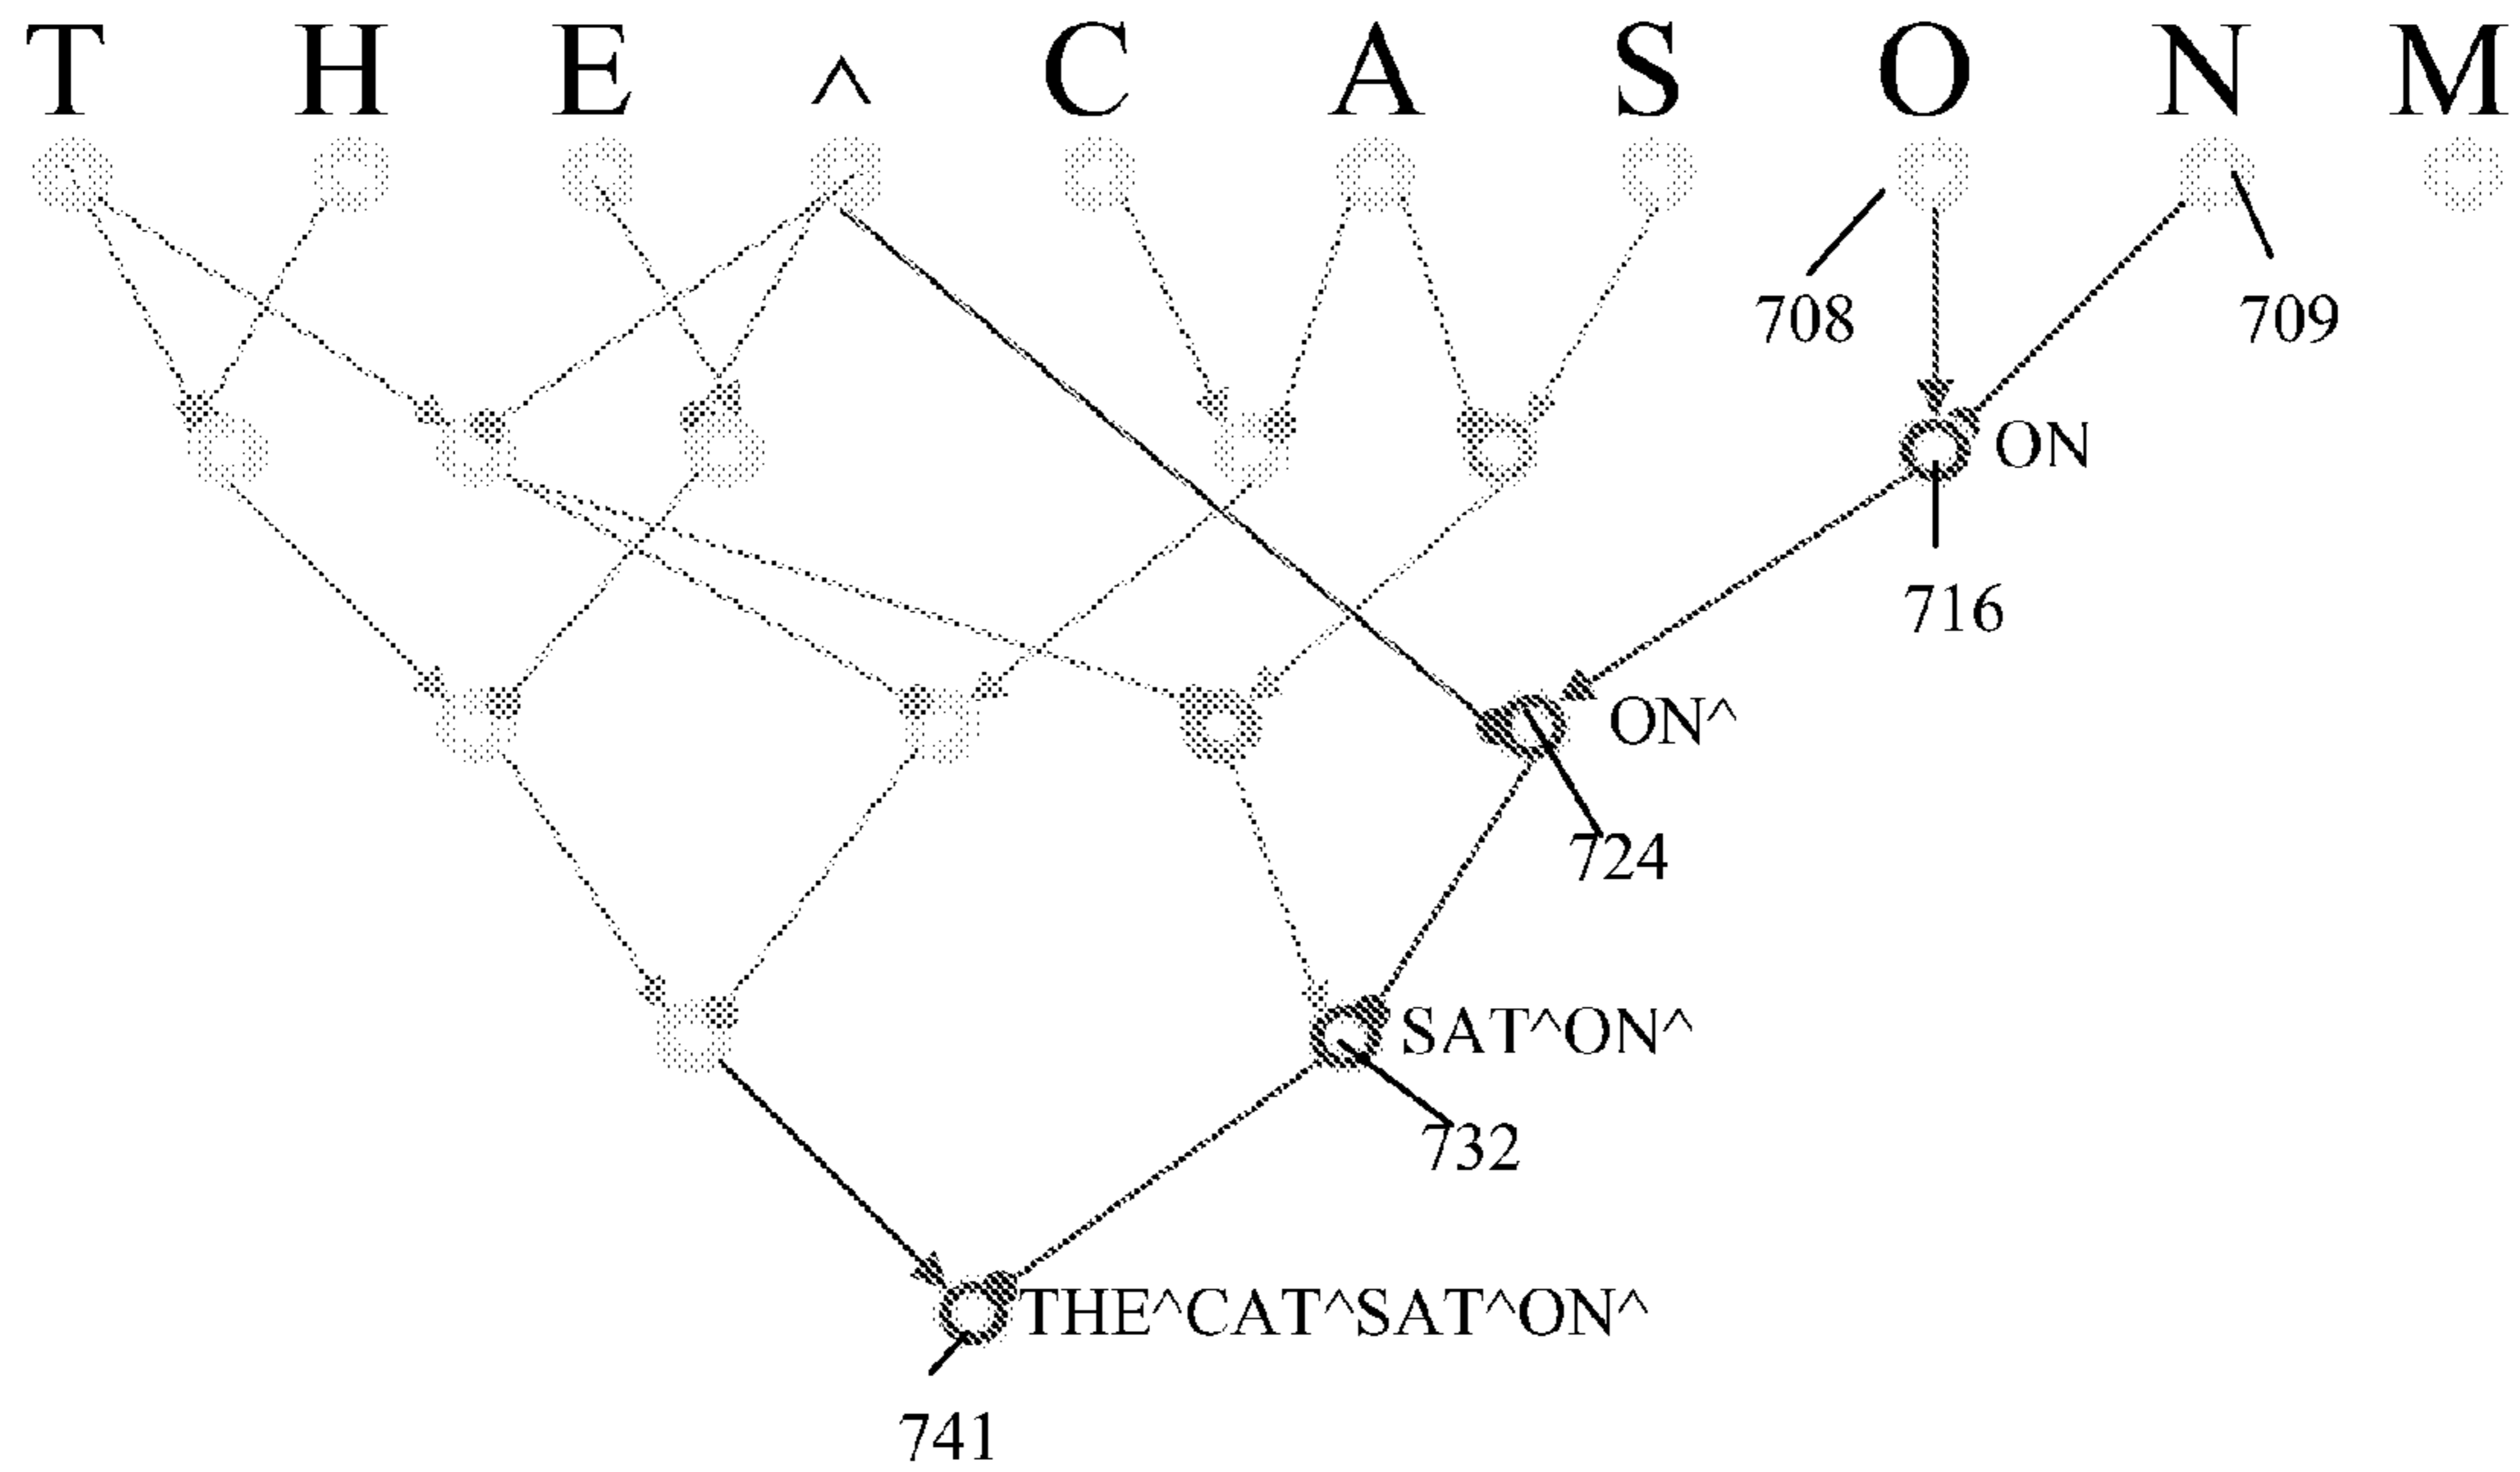 T H E ^ C A S O N M
708 709
ON
716
ON^
724
SAT^ON^
732
THE^CAT^SAT^ON^
741